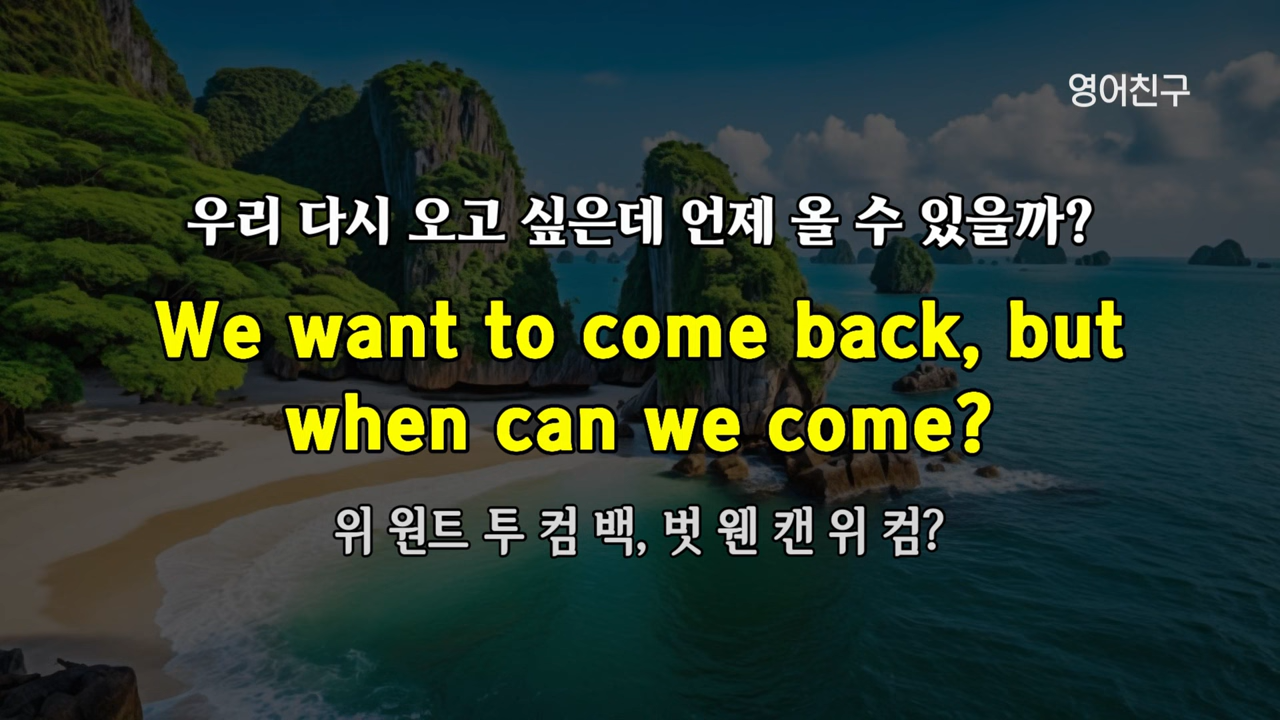 영어친구
우리 다시 오고 싶은데 언제 올 수 있을까?
We want to come back, but
when can we come?
위 원트 투 컴 백, 벗 웬 캔 위 컴?